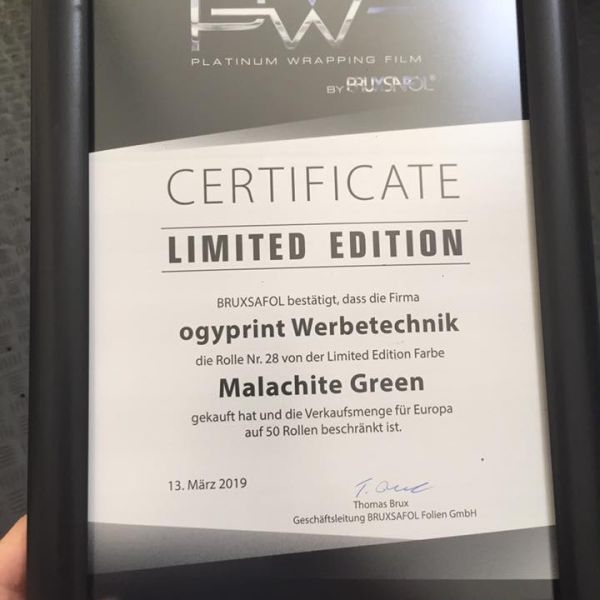 PWF
PLATINUM WRAPPING FILM
BY BRUXSAFOL®
CERTIFICATE
LIMITED EDITION
BRUXSAFOL bestätigt, dass die Firma
ogyprint Werbetechnik
die Rolle Nr. 28 von der Limited Edition Farbe
Malachite Green
gekauft hat und die Verkaufsmenge für Europa
auf 50 Rollen beschränkt ist.
13. März 2019
Thomas Brux
Geschäftsleitung BRUXSAFOL Folien GmbH